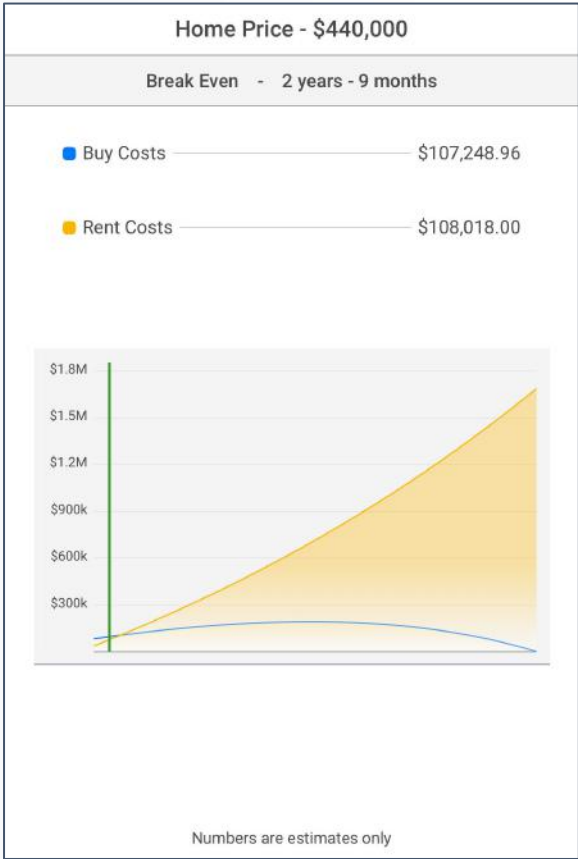 Home Price - $440,000
Break Even - 2 years - 9 months
Buy Costs $107,248.96
Rent Costs $108,018.00
$1.8M
$1.5M
$1.2M
$900k
$600k
$300k
Numbers are estimates only